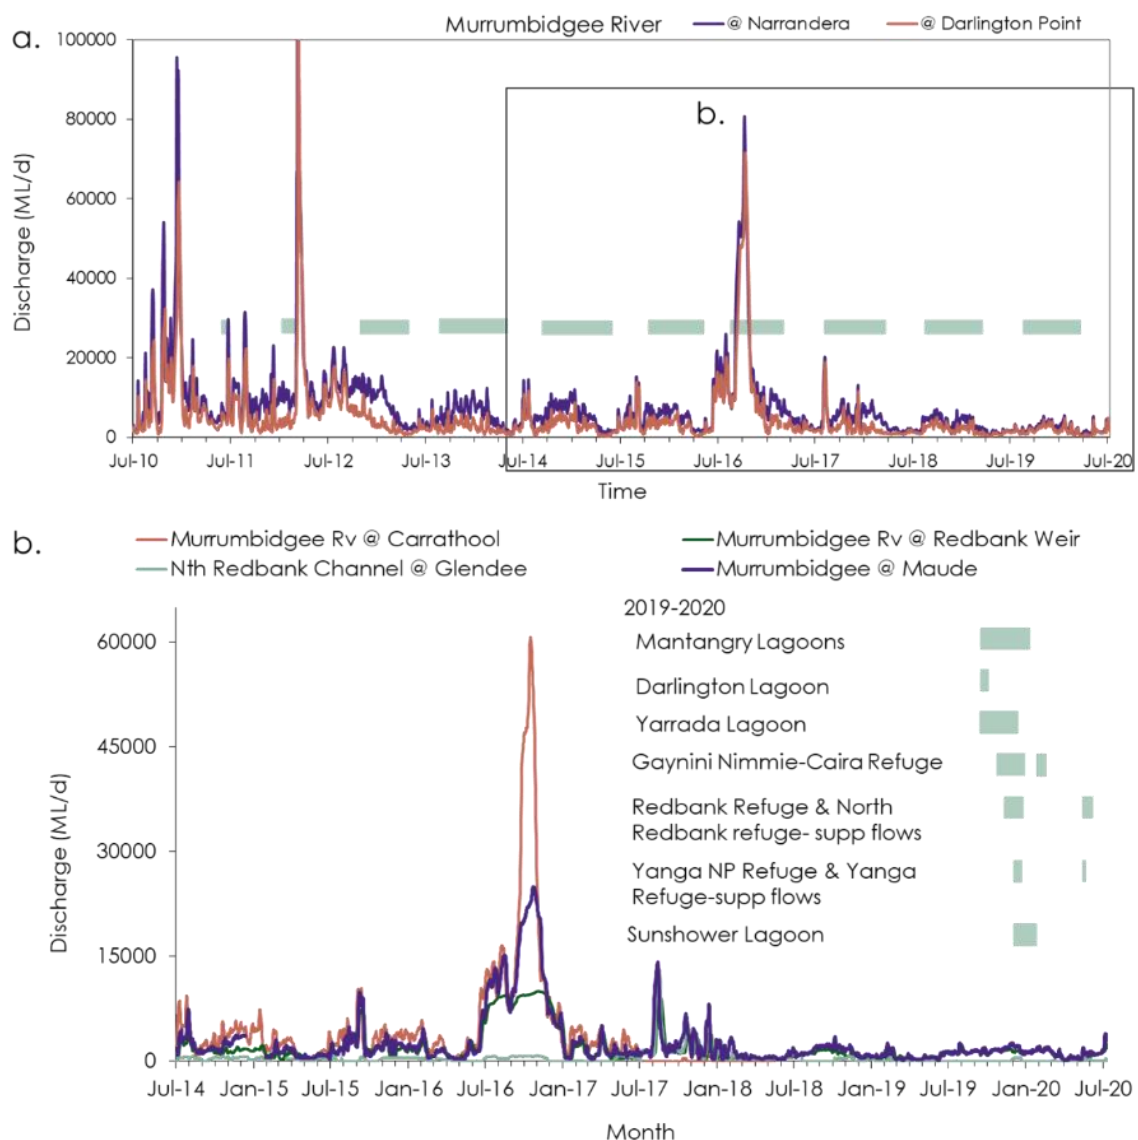 a.
Murrumbidgee River
@ Narrandera
@ Darlington Point
100000
80000
60000
40000
20000
0
Discharge (ML/d)
b.
Jul-10
Jul-11
Jul-12
Jul-13
Jul-14
Jul-15
Jul-16
Jul-17
Jul-18
Jul-19
Jul-20
Time
b.
Murrumbidgee Rv @ Carrathool
Murrumbidgee Rv @ Redbank Weir
Nth Redbank Channel @ Glendee
Murrumbidgee @ Maude
60000
45000
30000
15000
0
Discharge (ML/d)
2019-2020
Mantangry Lagoons
Darlington Lagoon
Yarrada Lagoon
Gaynini Nimmie-Caira Refuge
Redbank Refuge & North
Redbank refuge- supp flows
Yanga NP Refuge & Yanga
Refuge-supp flows
Sunshower Lagoon
Jul-14
Jan-15
Jul-15
Jan-16
Jul-16
Jan-17
Jul-17
Jan-18
Jul-18
Jan-19
Jul-19
Jan-20
Jul-20
Month